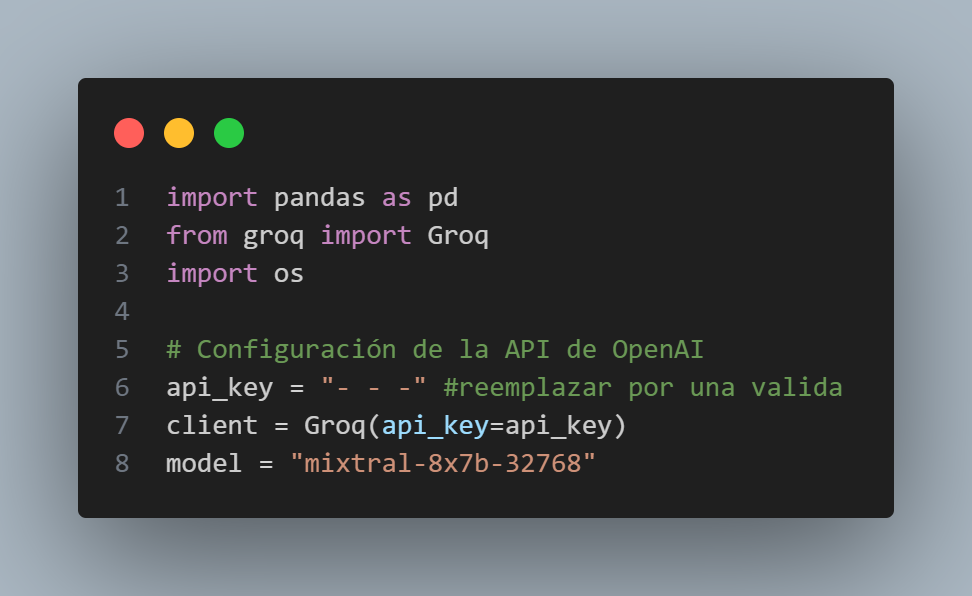 1 import pandas as pd
2 from groq import Groq
3 import os
4
5 # Configuración de la API de OpenAI
6 api_key = "- - -" #reemplazar por una valida
7 client = Groq(api_key=api_key)
8 model = "mixtral-8x7b-32768"